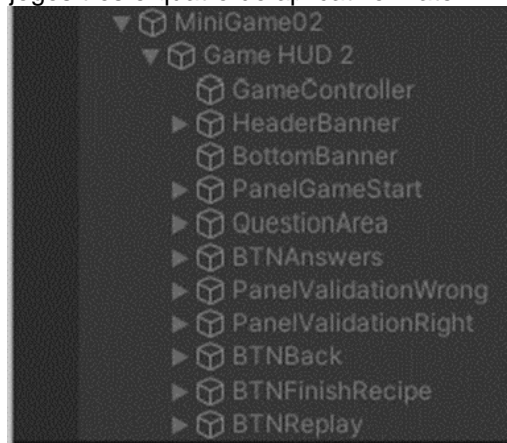 MiniGame02
Game HUD 2
GameController
HeaderBanner
BottomBanner
PanelGameStart
QuestionArea
BTNAnswers
PanelValidationWrong
PanelValidationRight
BTNBack
BTNFinishRecipe
BTNReplay